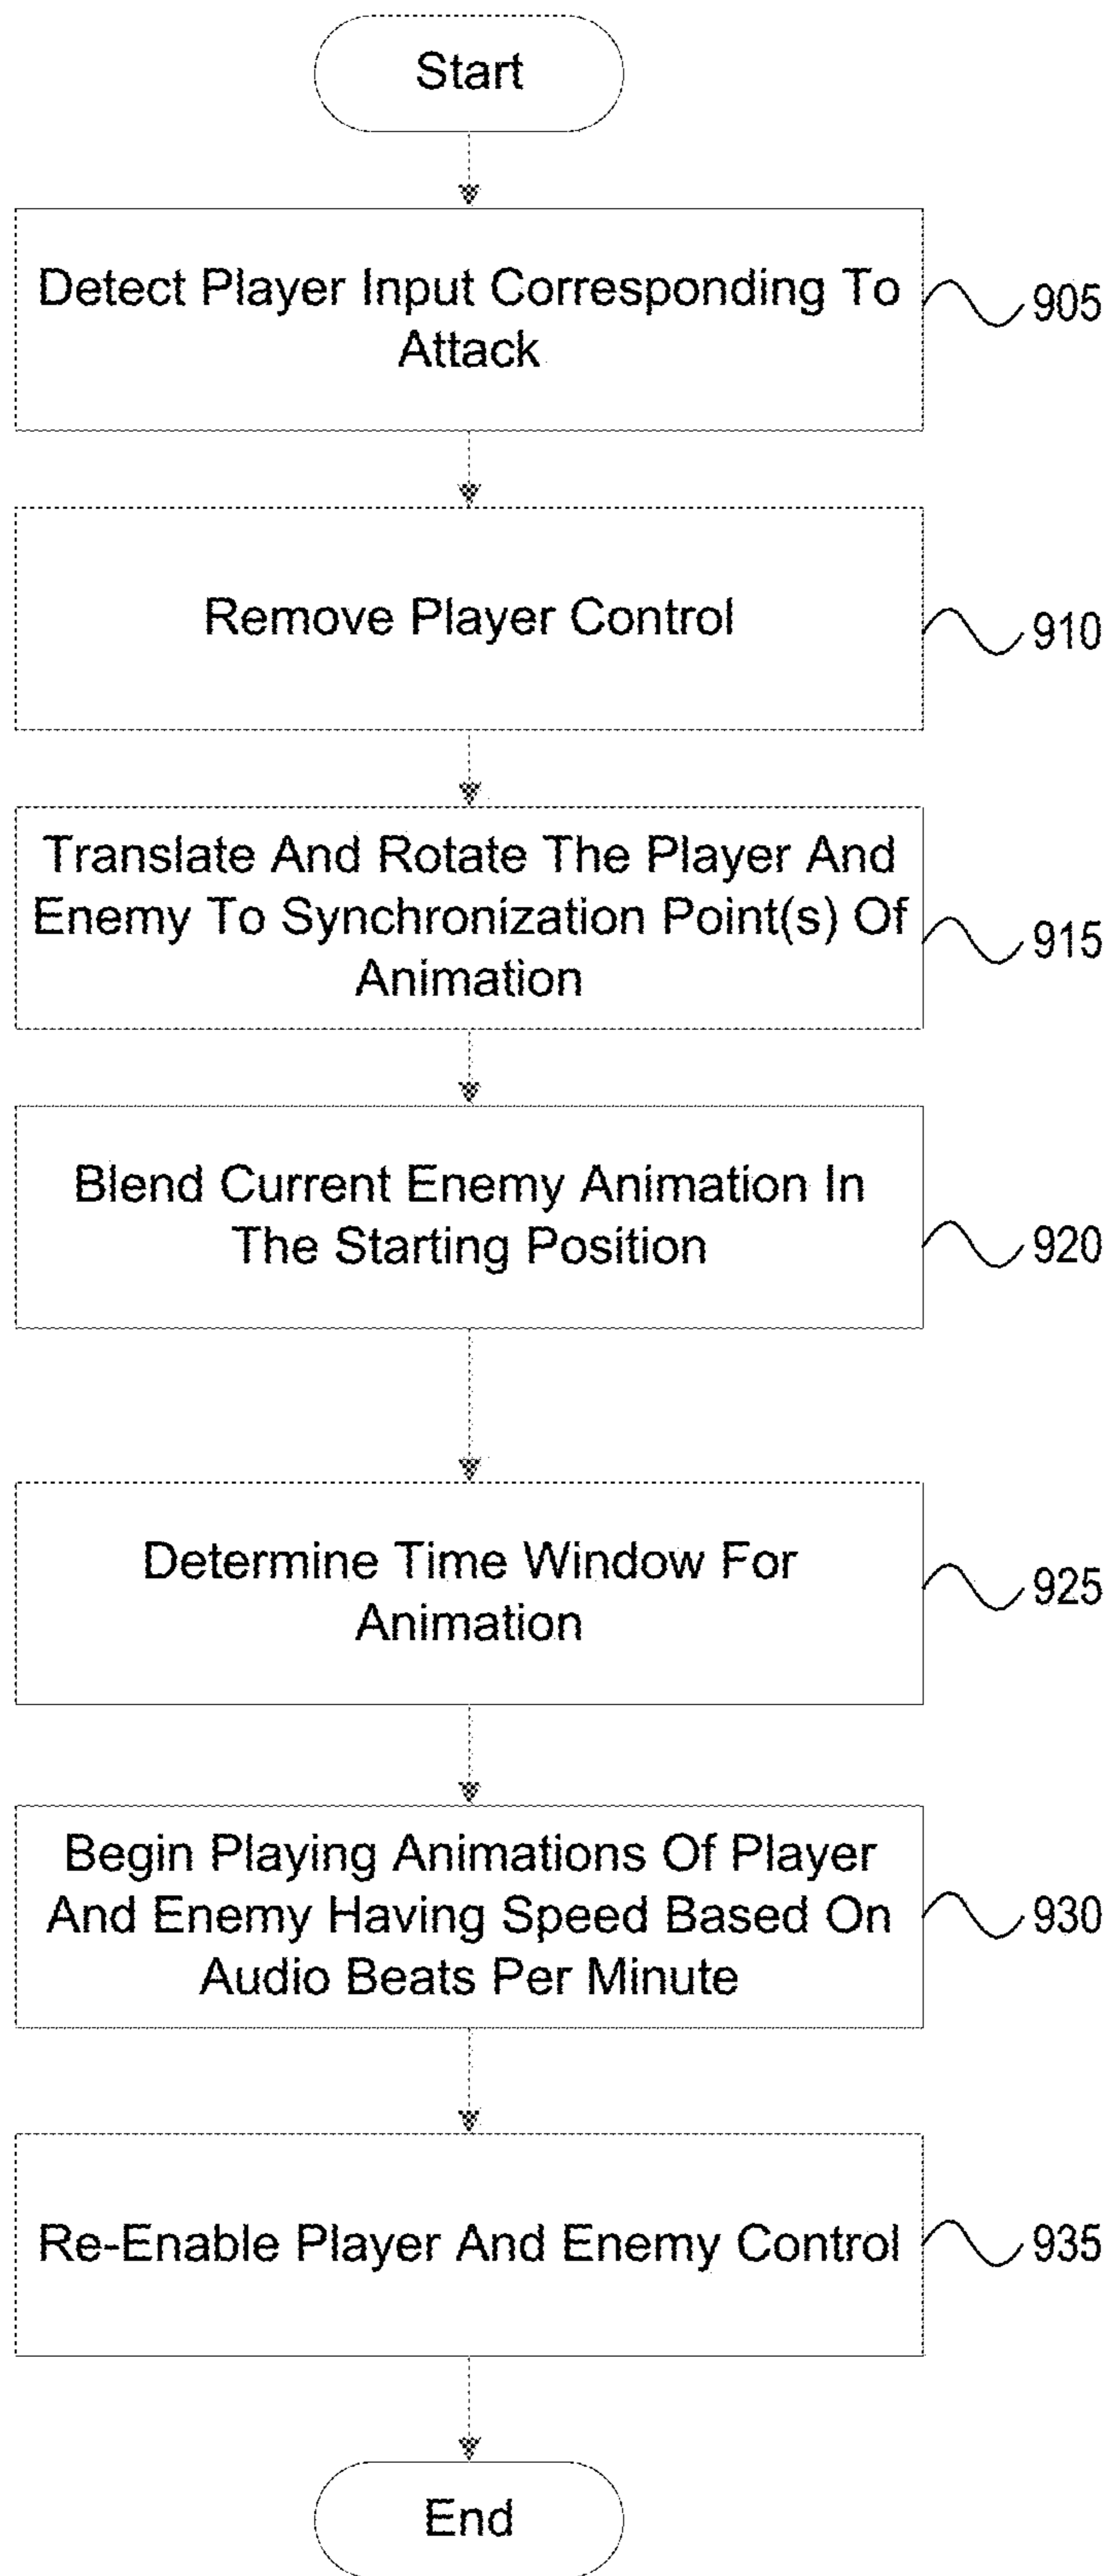 Start
Detect Player Input Corresponding To
Attack
905
Remove Player Control
910
Translate And Rotate The Player And
Enemy To Synchronization Point(s) Of
Animation
915
Blend Current Enemy Animation In
The Starting Position
920
Determine Time Window For
Animation
925
Begin Playing Animations Of Player
And Enemy Having Speed Based On
Audio Beats Per Minute
930
Re-Enable Player And Enemy Control
935
End